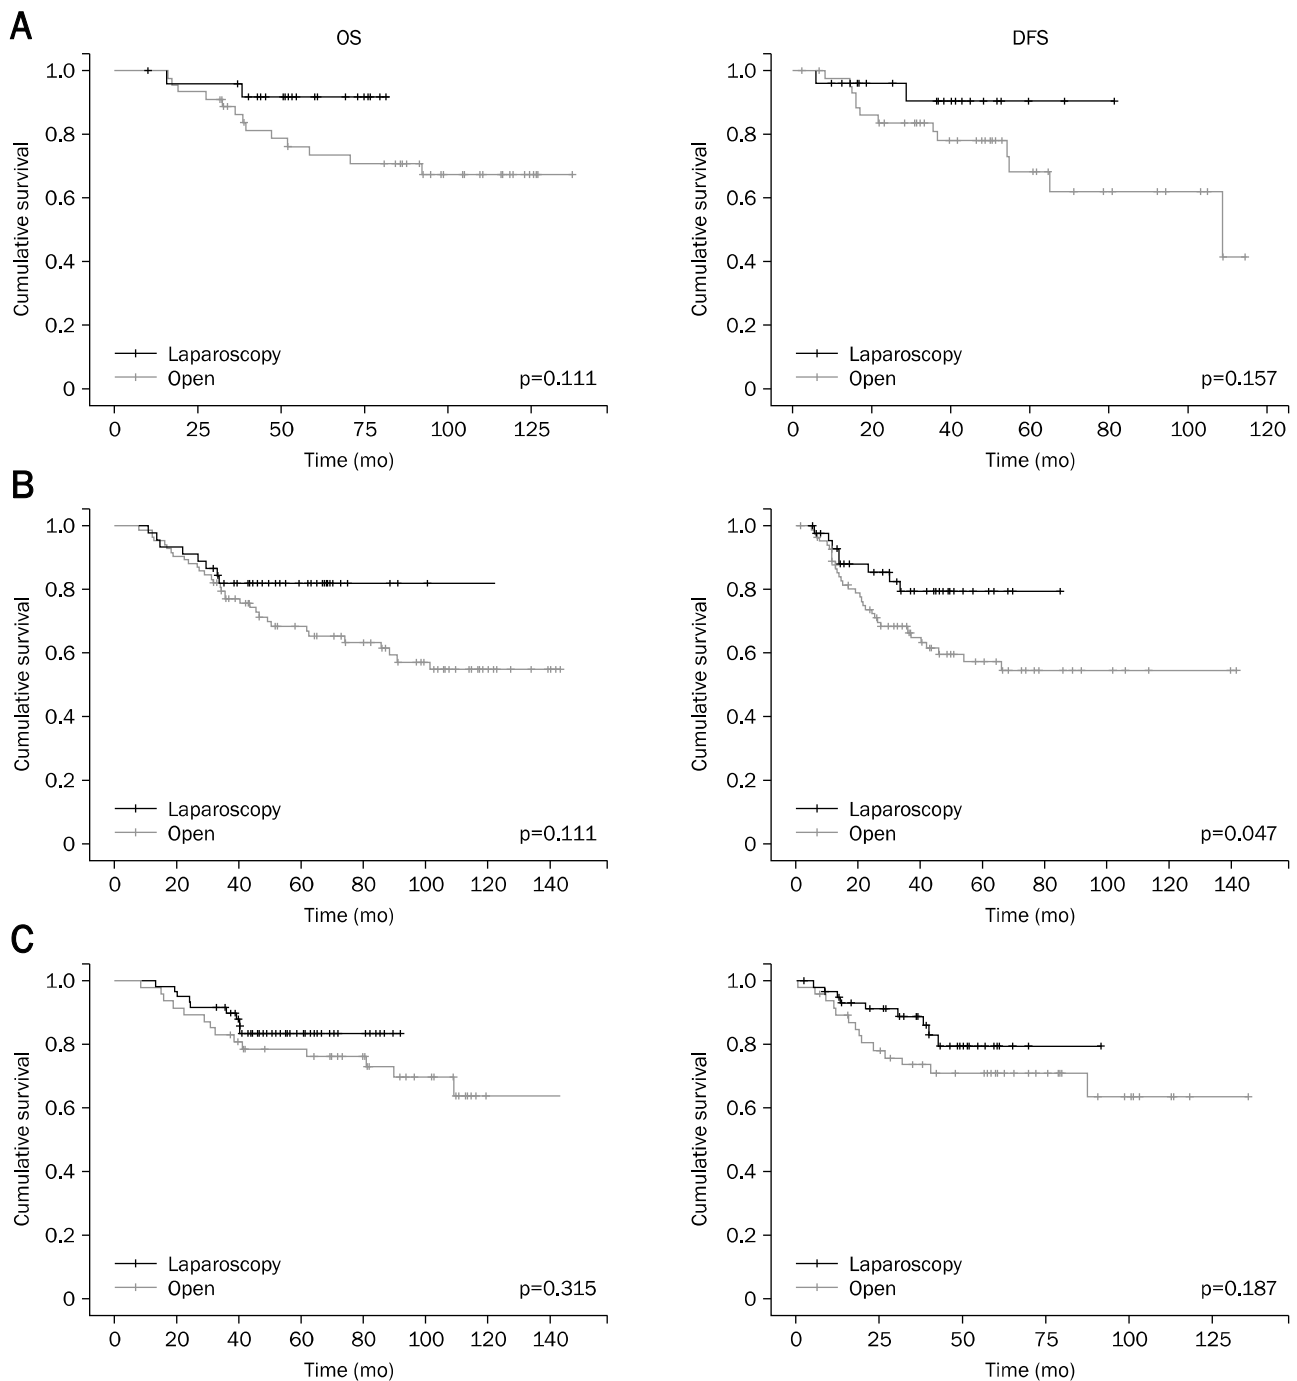 A
OS
DFS
1.0
0.8
0.6
0.4
0.2
0
Cumulative survival
Laparoscopy
Open
p=0.111
0 25 50 75 100 125
Time (mo)
1.0
0.8
0.6
0.4
0.2
0
Cumulative survival
Laparoscopy
Open
p=0.157
0 20 40 60 80 100 120
Time (mo)
B
1.0
0.8
0.6
0.4
0.2
0
Cumulative survival
Laparoscopy
Open
p=0.111
0 20 40 60 80 100 120 140
Time (mo)
1.0
0.8
0.6
0.4
0.2
0
Cumulative survival
Laparoscopy
Open
p=0.047
0 20 40 60 80 100 120 140
Time (mo)
C
1.0
0.8
0.6
0.4
0.2
0
Cumulative survival
Laparoscopy
Open
p=0.315
0 20 40 60 80 100 120 140
Time (mo)
1.0
0.8
0.6
0.4
0.2
0
Cumulative survival
Laparoscopy
Open
p=0.187
0 25 50 75 100 125
Time (mo)